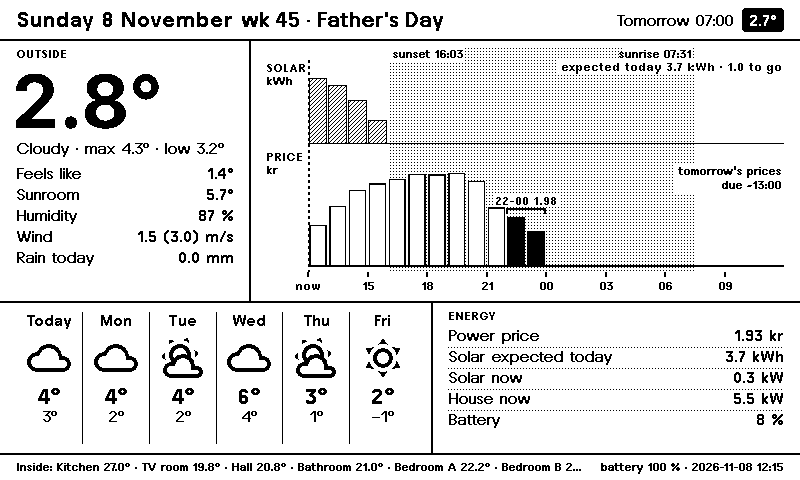 Sunday 8 November wk 45 · Father's Day
Tomorrow 07:00 2.7°
OUTSIDE
2.8°
Cloudy · max 4.3° · low 3.2°
Feels like 1.4°
Sunroom 5.7°
Humidity 87 %
Wind 1.5 (3.0) m/s
Rain today 0.0 mm
sunset 16:03 sunrise 07:31
SOLAR
kWh
expected today 3.7 kWh · 1.0 to go
PRICE
kr
tomorrow's prices
due ~13:00
22-00 1.98
now 15 18 21 00 03 06 09
Today Mon Tue Wed Thu Fri
4° 4° 4° 6° 3° 2°
3° 2° 2° 4° 1° −1°
ENERGY
Power price 1.93 kr
Solar expected today 3.7 kWh
Solar now 0.3 kW
House now 5.5 kW
Battery 8 %
Inside: Kitchen 27.0° · TV room 19.8° · Hall 20.8° · Bathroom 21.0° · Bedroom A 22.2° · Bedroom B 2... battery 100 % · 2026-11-08 12:15